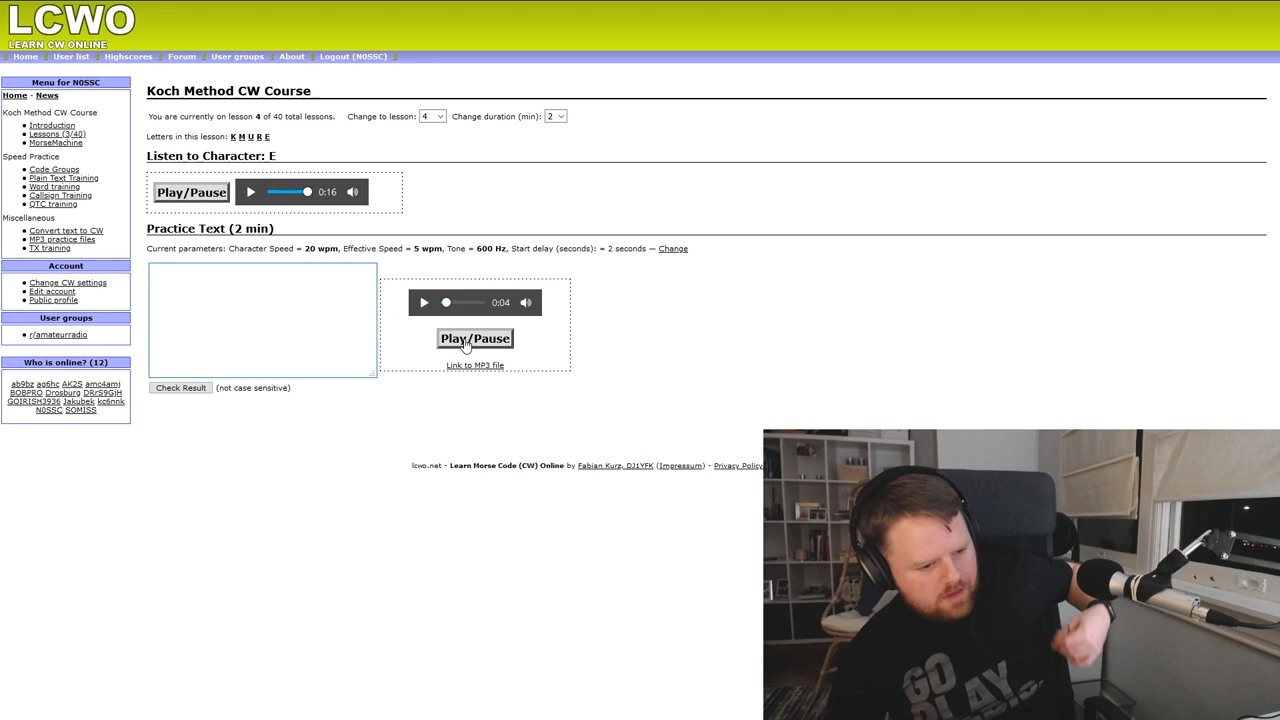 LCWO
LEARN CW ONLINE
Home User list Highscores Forum User groups About Logout (N0SSC)
Menu for N0SSC
Home - News
Koch Method CW Course
Introduction
Lessons (3/40)
MorseMachine
Speed Practice
Code Groups
Plain Text Training
Word training
Callsign Training
QTC training
Miscellaneous
Convert text to CW
MP3 practice files
TX training
Account
Change CW settings
Edit account
Public profile
User groups
r/amateurradio
Who is online? (12)
ab9bz ag6hc AK2S amc4amj
BOBPRO Drosburg DRrS9GjH
GOIRISH3936 Jakubek kc6nnk
N0SSC SOMISS
Koch Method CW Course
You are currently on lesson 4 of 40 total lessons. Change to lesson: 4 Change duration (min): 2
Letters in this lesson: K M U R E
Listen to Character: E
Play/Pause 0:16
Practice Text (2 min)
Current parameters: Character Speed = 20 wpm, Effective Speed = 5 wpm, Tone = 600 Hz, Start delay (seconds): = 2 seconds — Change
0:04
Play/Pause
Link to MP3 file
Check Result (not case sensitive)
lcwo.net - Learn Morse Code (CW) Online by Fabian Kurz, DJ1YFK (Impressum) - Privacy Policy
GO
PLAY